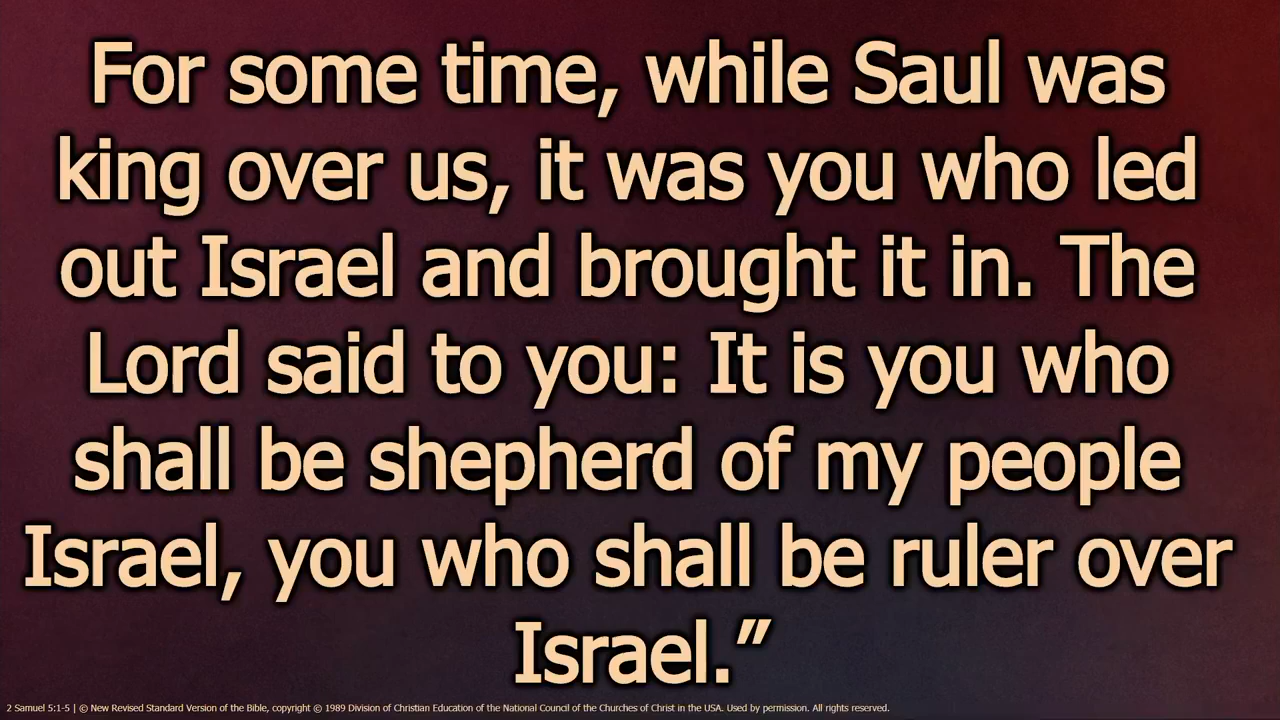 For some time, while Saul was
king over us, it was you who led
out Israel and brought it in. The
Lord said to you: It is you who
shall be shepherd of my people
Israel, you who shall be ruler over
Israel.”
2 Samuel 5:1-5 | © New Revised Standard Version of the Bible, copyright © 1989 Division of Christian Education of the National Council of the Churches of Christ in the USA. Used by permission. All rights reserved.